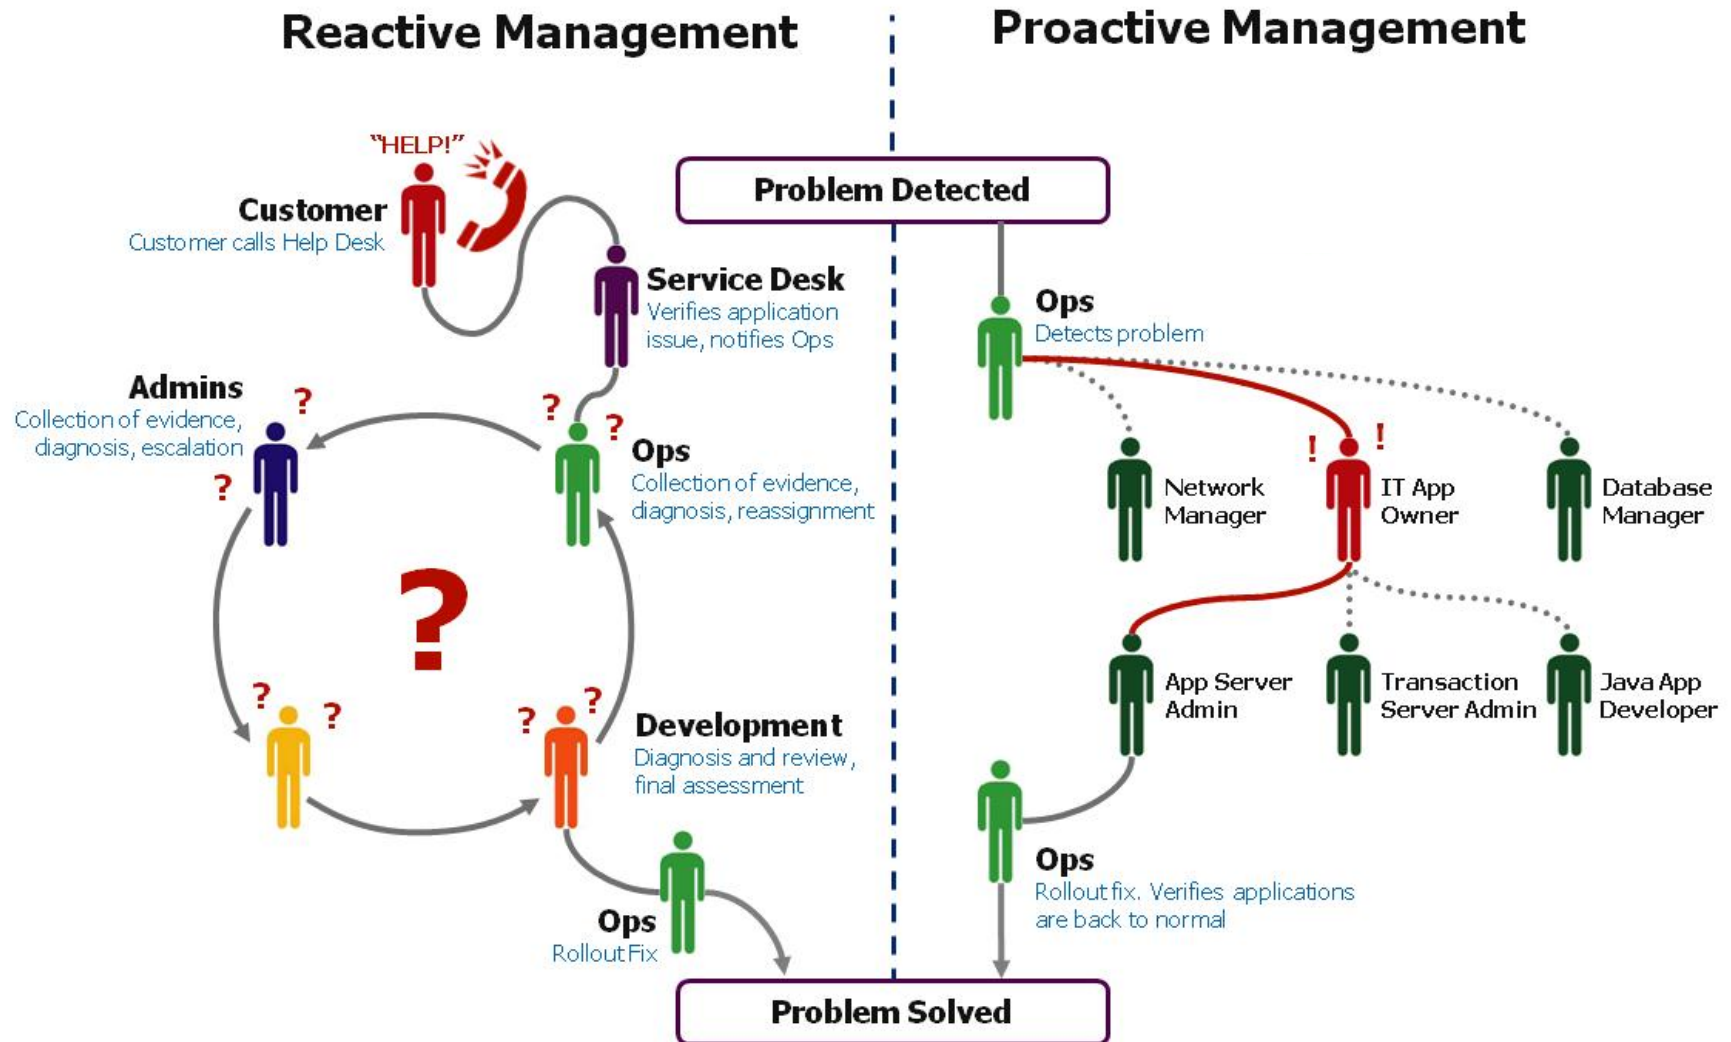 Reactive Management
Proactive Management
"HELP!"
Problem Detected
Customer
Customer calls Help Desk
Service Desk
Verifies application
issue, notifies Ops
Admins
Collection of evidence,
diagnosis, escalation
?
?
?
?
Ops
Collection of evidence,
diagnosis, reassignment
?
?
?
?
?
Development
Diagnosis and review,
final assessment
Ops
Rollout Fix
Ops
Detects problem
!
!
Network
Manager
IT App
Owner
Database
Manager
App Server
Admin
Transaction
Server Admin
Java App
Developer
Ops
Rollout fix. Verifies applications
are back to normal
Problem Solved